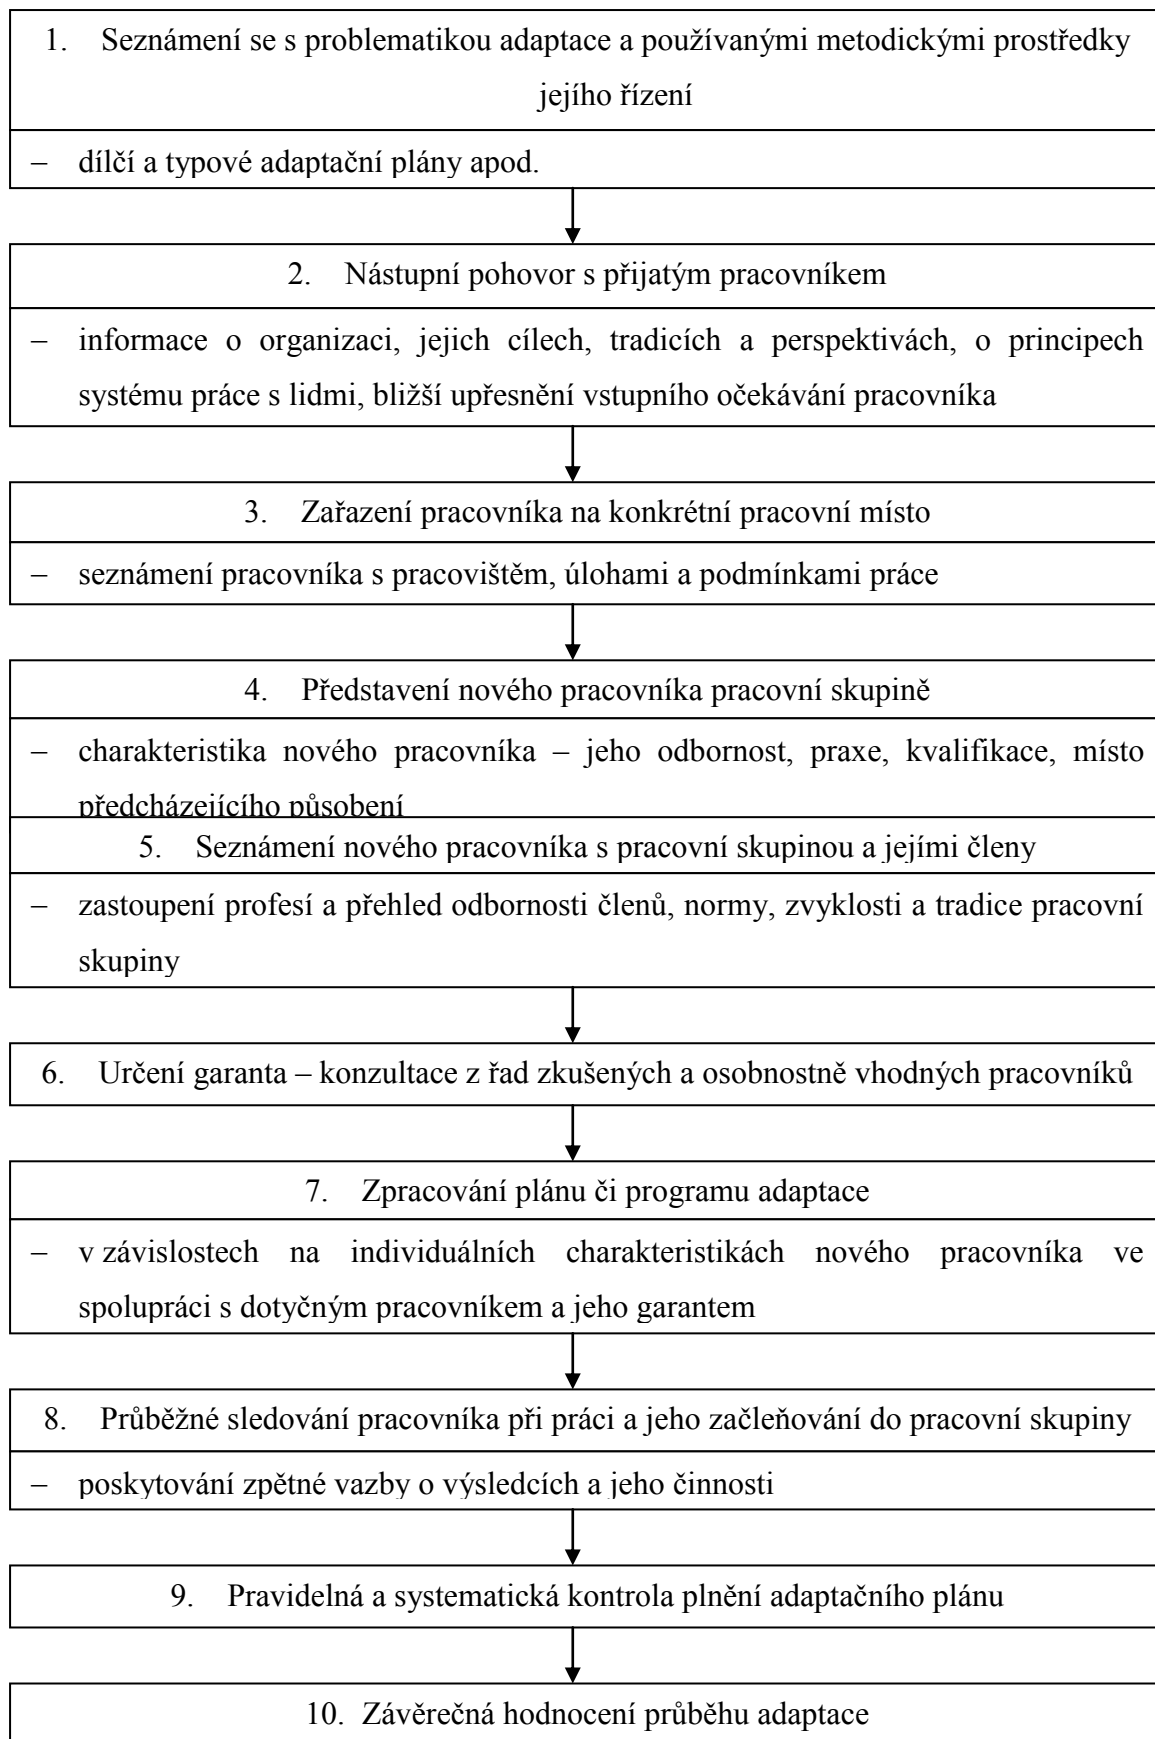 1. Seznámení se s problematikou adaptace a používanými metodickými prostředky
jejího řízení
– dílčí a typové adaptační plány apod.
2. Nástupní pohovor s přijatým pracovníkem
– informace o organizaci, jejich cílech, tradicích a perspektivách, o principech
systému práce s lidmi, bližší upřesnění vstupního očekávání pracovníka
3. Zařazení pracovníka na konkrétní pracovní místo
– seznámení pracovníka s pracovištěm, úlohami a podmínkami práce
4. Představení nového pracovníka pracovní skupině
– charakteristika nového pracovníka – jeho odbornost, praxe, kvalifikace, místo
předcházejícího působení
5. Seznámení nového pracovníka s pracovní skupinou a jejími členy
– zastoupení profesí a přehled odbornosti členů, normy, zvyklosti a tradice pracovní
skupiny
6. Určení garanta – konzultace z řad zkušených a osobnostně vhodných pracovníků
7. Zpracování plánu či programu adaptace
– v závislostech na individuálních charakteristikách nového pracovníka ve
spolupráci s dotyčným pracovníkem a jeho garantem
8. Průběžné sledování pracovníka při práci a jeho začleňování do pracovní skupiny
– poskytování zpětné vazby o výsledcích a jeho činnosti
9. Pravidelná a systematická kontrola plnění adaptačního plánu
10. Závěrečná hodnocení průběhu adaptace